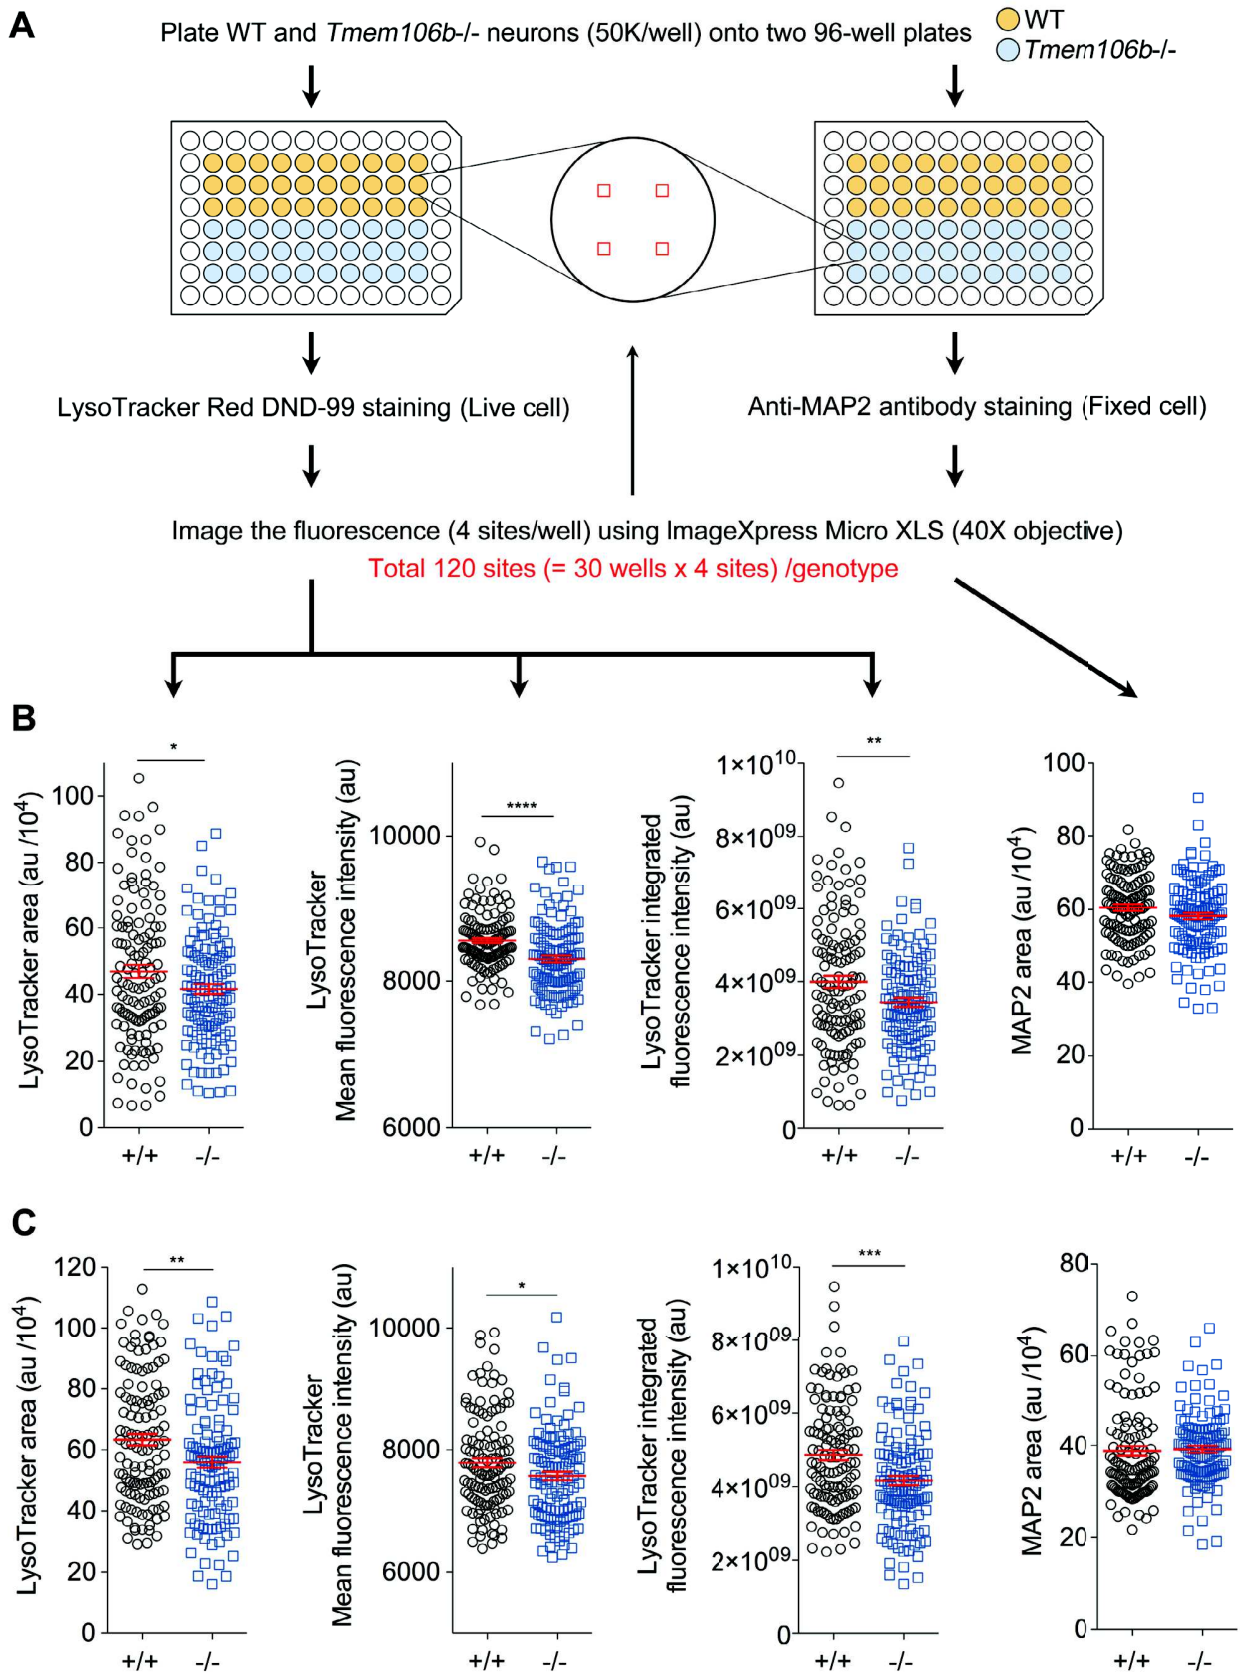 A
Plate WT and Tmem106b-/- neurons (50K/well) onto two 96-well plates
WT
Tmem106b-/-
LysoTracker Red DND-99 staining (Live cell)
Anti-MAP2 antibody staining (Fixed cell)
Image the fluorescence (4 sites/well) using ImageXpress Micro XLS (40X objective)
Total 120 sites (= 30 wells x 4 sites) /genotype
B
LysoTracker area (au /10⁴)
100
80
60
40
20
0
*
+/+
-/-
LysoTracker
Mean fluorescence intensity (au)
10000
8000
6000
****
+/+
-/-
LysoTracker integrated
fluorescence intensity (au)
1×10¹⁰
8×10⁰⁹
6×10⁰⁹
4×10⁰⁹
2×10⁰⁹
0
**
+/+
-/-
MAP2 area (au /10⁴)
100
80
60
40
20
0
+/+
-/-
C
LysoTracker area (au /10⁴)
120
100
80
60
40
20
0
**
+/+
-/-
LysoTracker
Mean fluorescence intensity (au)
10000
8000
6000
*
+/+
-/-
LysoTracker integrated
fluorescence intensity (au)
1×10¹⁰
8×10⁰⁹
6×10⁰⁹
4×10⁰⁹
2×10⁰⁹
0
***
+/+
-/-
MAP2 area (au /10⁴)
80
60
40
20
0
+/+
-/-